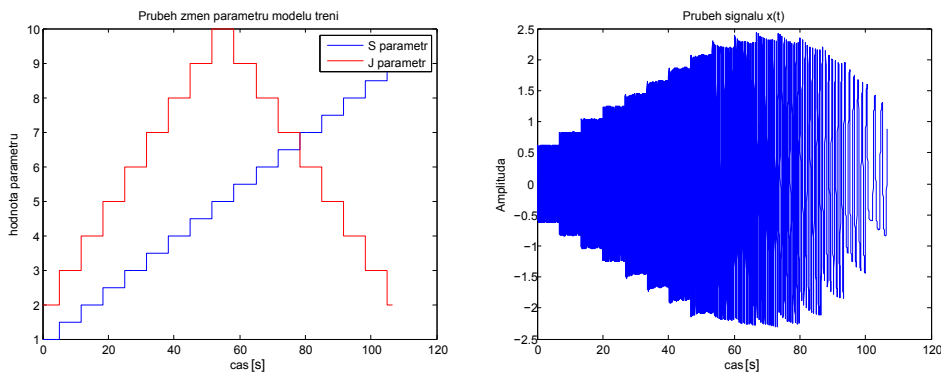 Prubeh zmen parametru modelu treni
10
9
8
7
6
5
4
3
2
1
hodnota parametru
S parametr
J parametr
0 20 40 60 80 100 120
cas [s]
Prubeh signalu x(t)
2.5
2
1.5
1
0.5
0
−0.5
−1
−1.5
−2
−2.5
Amplituda
0 20 40 60 80 100 120
cas [s]